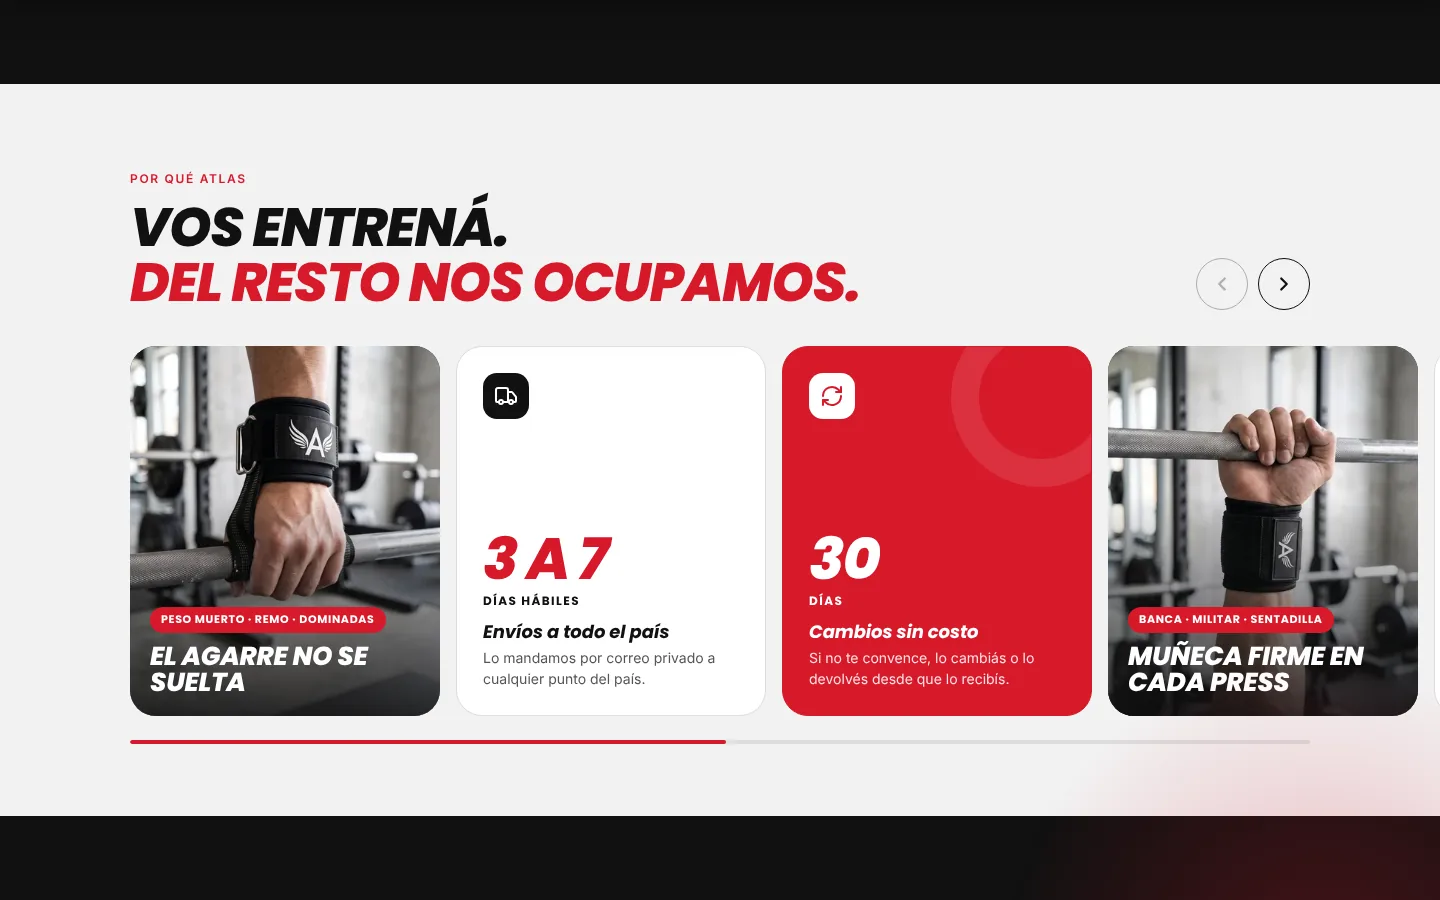 POR QUÉ ATLAS
VOS ENTRENÁ.
DEL RESTO NOS OCUPAMOS.
PESO MUERTO · REMO · DOMINADAS
EL AGARRE NO SE
SUELTA
3 A 7
DÍAS HÁBILES
Envíos a todo el país
Lo mandamos por correo privado a
cualquier punto del país.
30
DÍAS
Cambios sin costo
Si no te convence, lo cambiás o lo
devolvés desde que lo recibís.
A
BANCA · MILITAR · SENTADILLA
MUÑECA FIRME EN
CADA PRESS